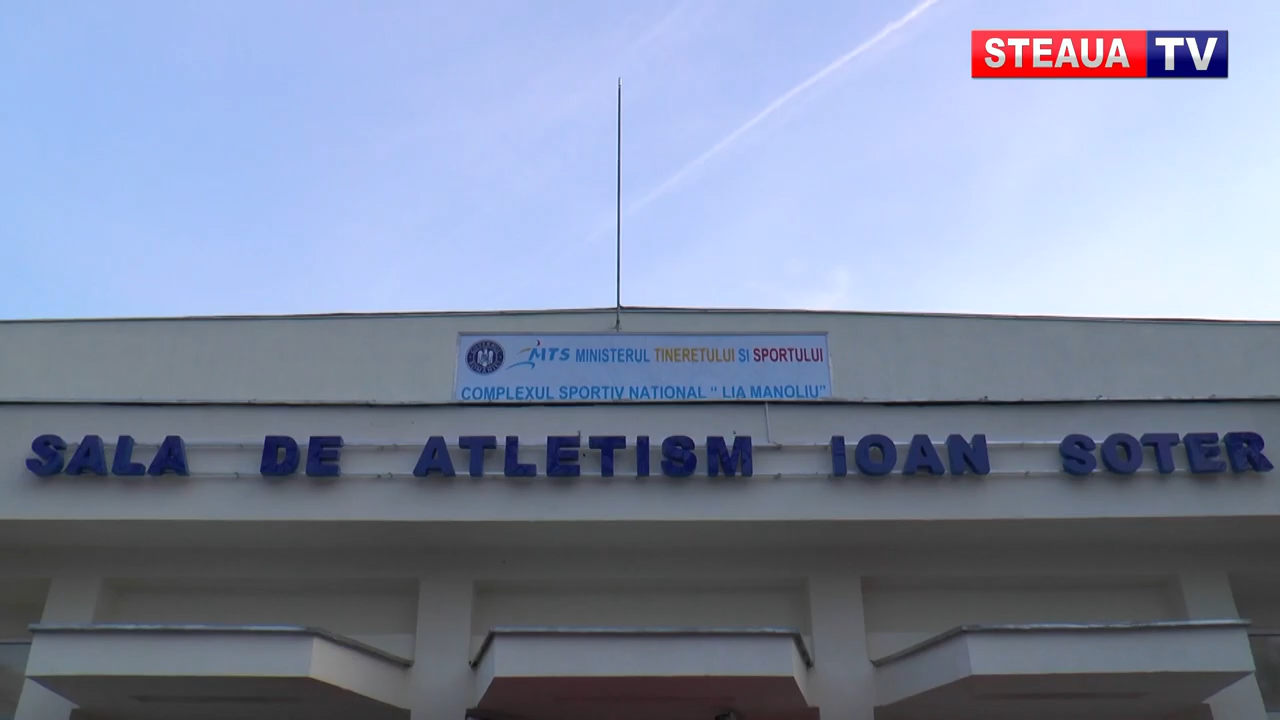 STEAUA TV
MTS MINISTERUL TINERETULUI SI SPORTULUI
COMPLEXUL SPORTIV NATIONAL “ LIA MANOLIU”
SALA DE ATLETISM IOAN SOTER